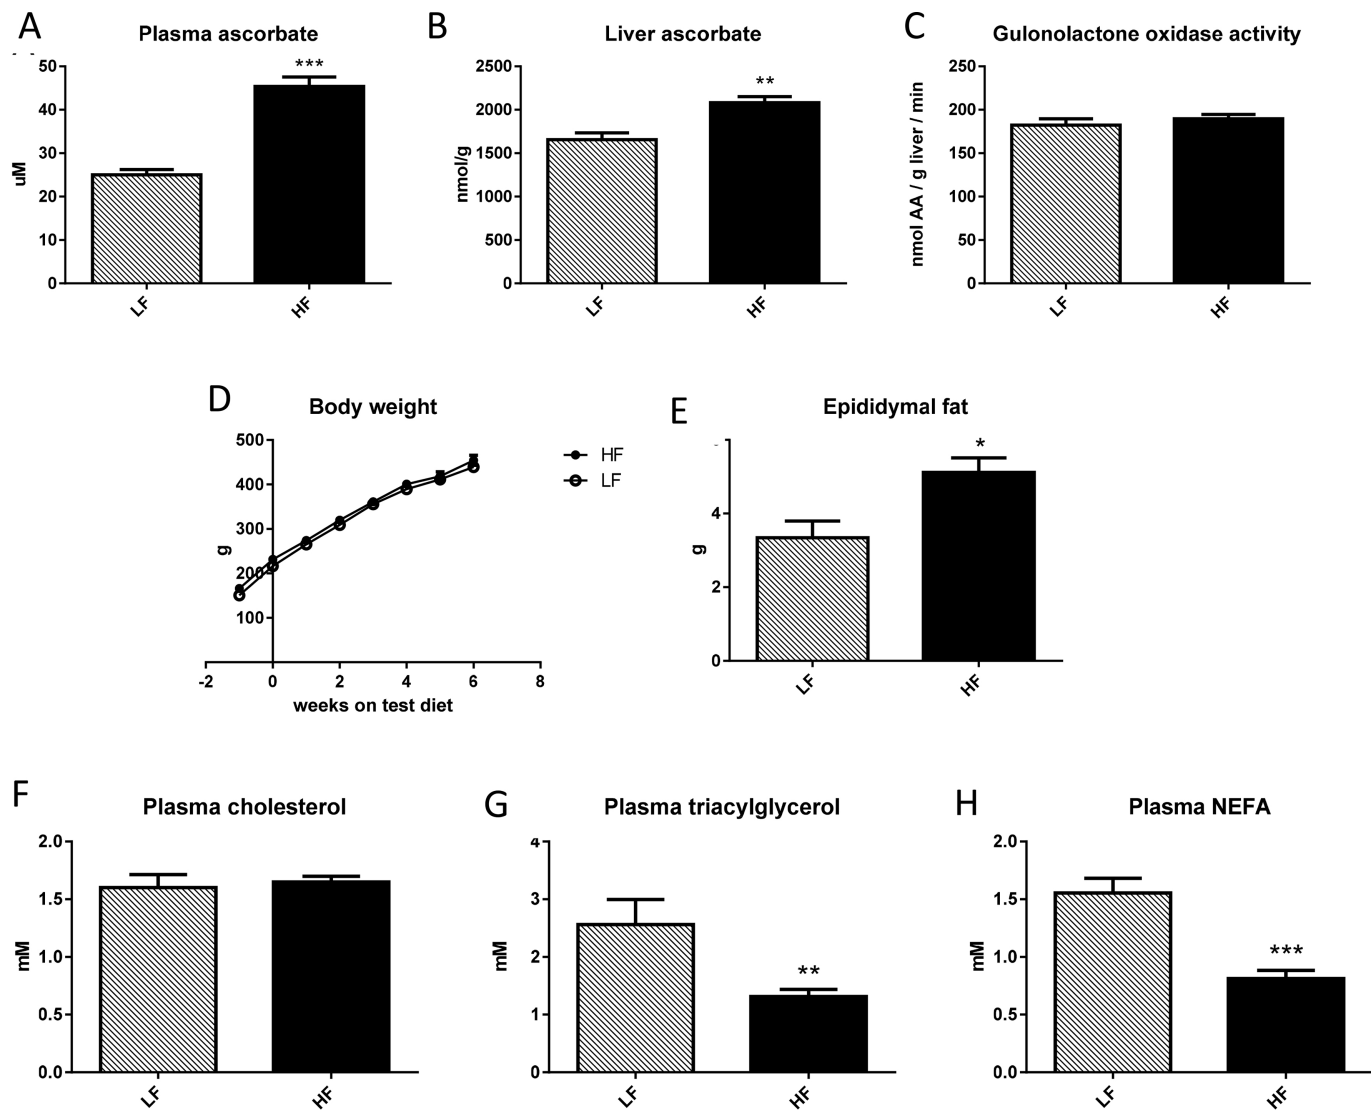 A
Plasma ascorbate
uM
50
40
30
20
10
0
***
LF
HF
B
Liver ascorbate
nmol/g
2500
2000
1500
1000
500
0
**
LF
HF
C
Gulonolactone oxidase activity
nmol AA / g liver / min
250
200
150
100
50
0
LF
HF
D
Body weight
g
500
400
300
200
100
-2 0 2 4 6 8
weeks on test diet
HF
LF
E
Epididymal fat
g
4
2
0
*
LF
HF
F
Plasma cholesterol
mM
2.0
1.5
1.0
0.5
0.0
LF
HF
G
Plasma triacylglycerol
mM
4
3
2
1
0
**
LF
HF
H
Plasma NEFA
mM
2.0
1.5
1.0
0.5
0.0
***
LF
HF